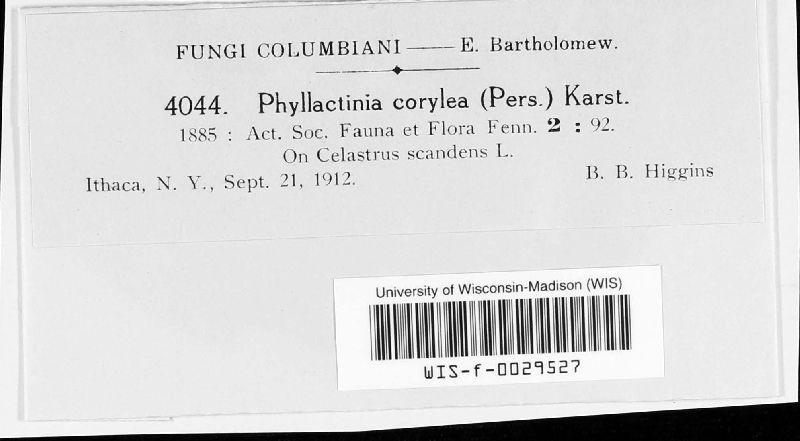 FUNGI COLUMBIANI —— E. Bartholomew.
4044. Phyllactinia corylea (Pers.) Karst.
1885 : Act. Soc. Fauna et Flora Fenn. 2 : 92.
On Celastrus scandens L.
Ithaca, N. Y., Sept. 21, 1912. B. B. Higgins
University of Wisconsin-Madison (WIS)
WIS-f-0029527